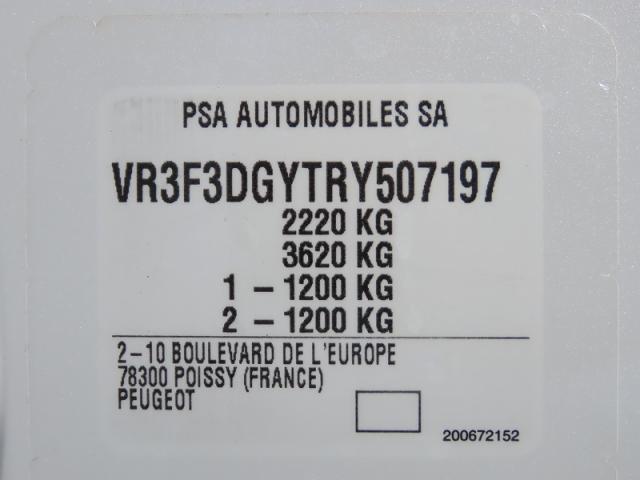 PSA AUTOMOBILES SA
VR3F3DGYTRY507197
2220 KG
3620 KG
1 – 1200 KG
2 – 1200 KG
2–10 BOULEVARD DE L'EUROPE
78300 POISSY (FRANCE)
PEUGEOT
200672152